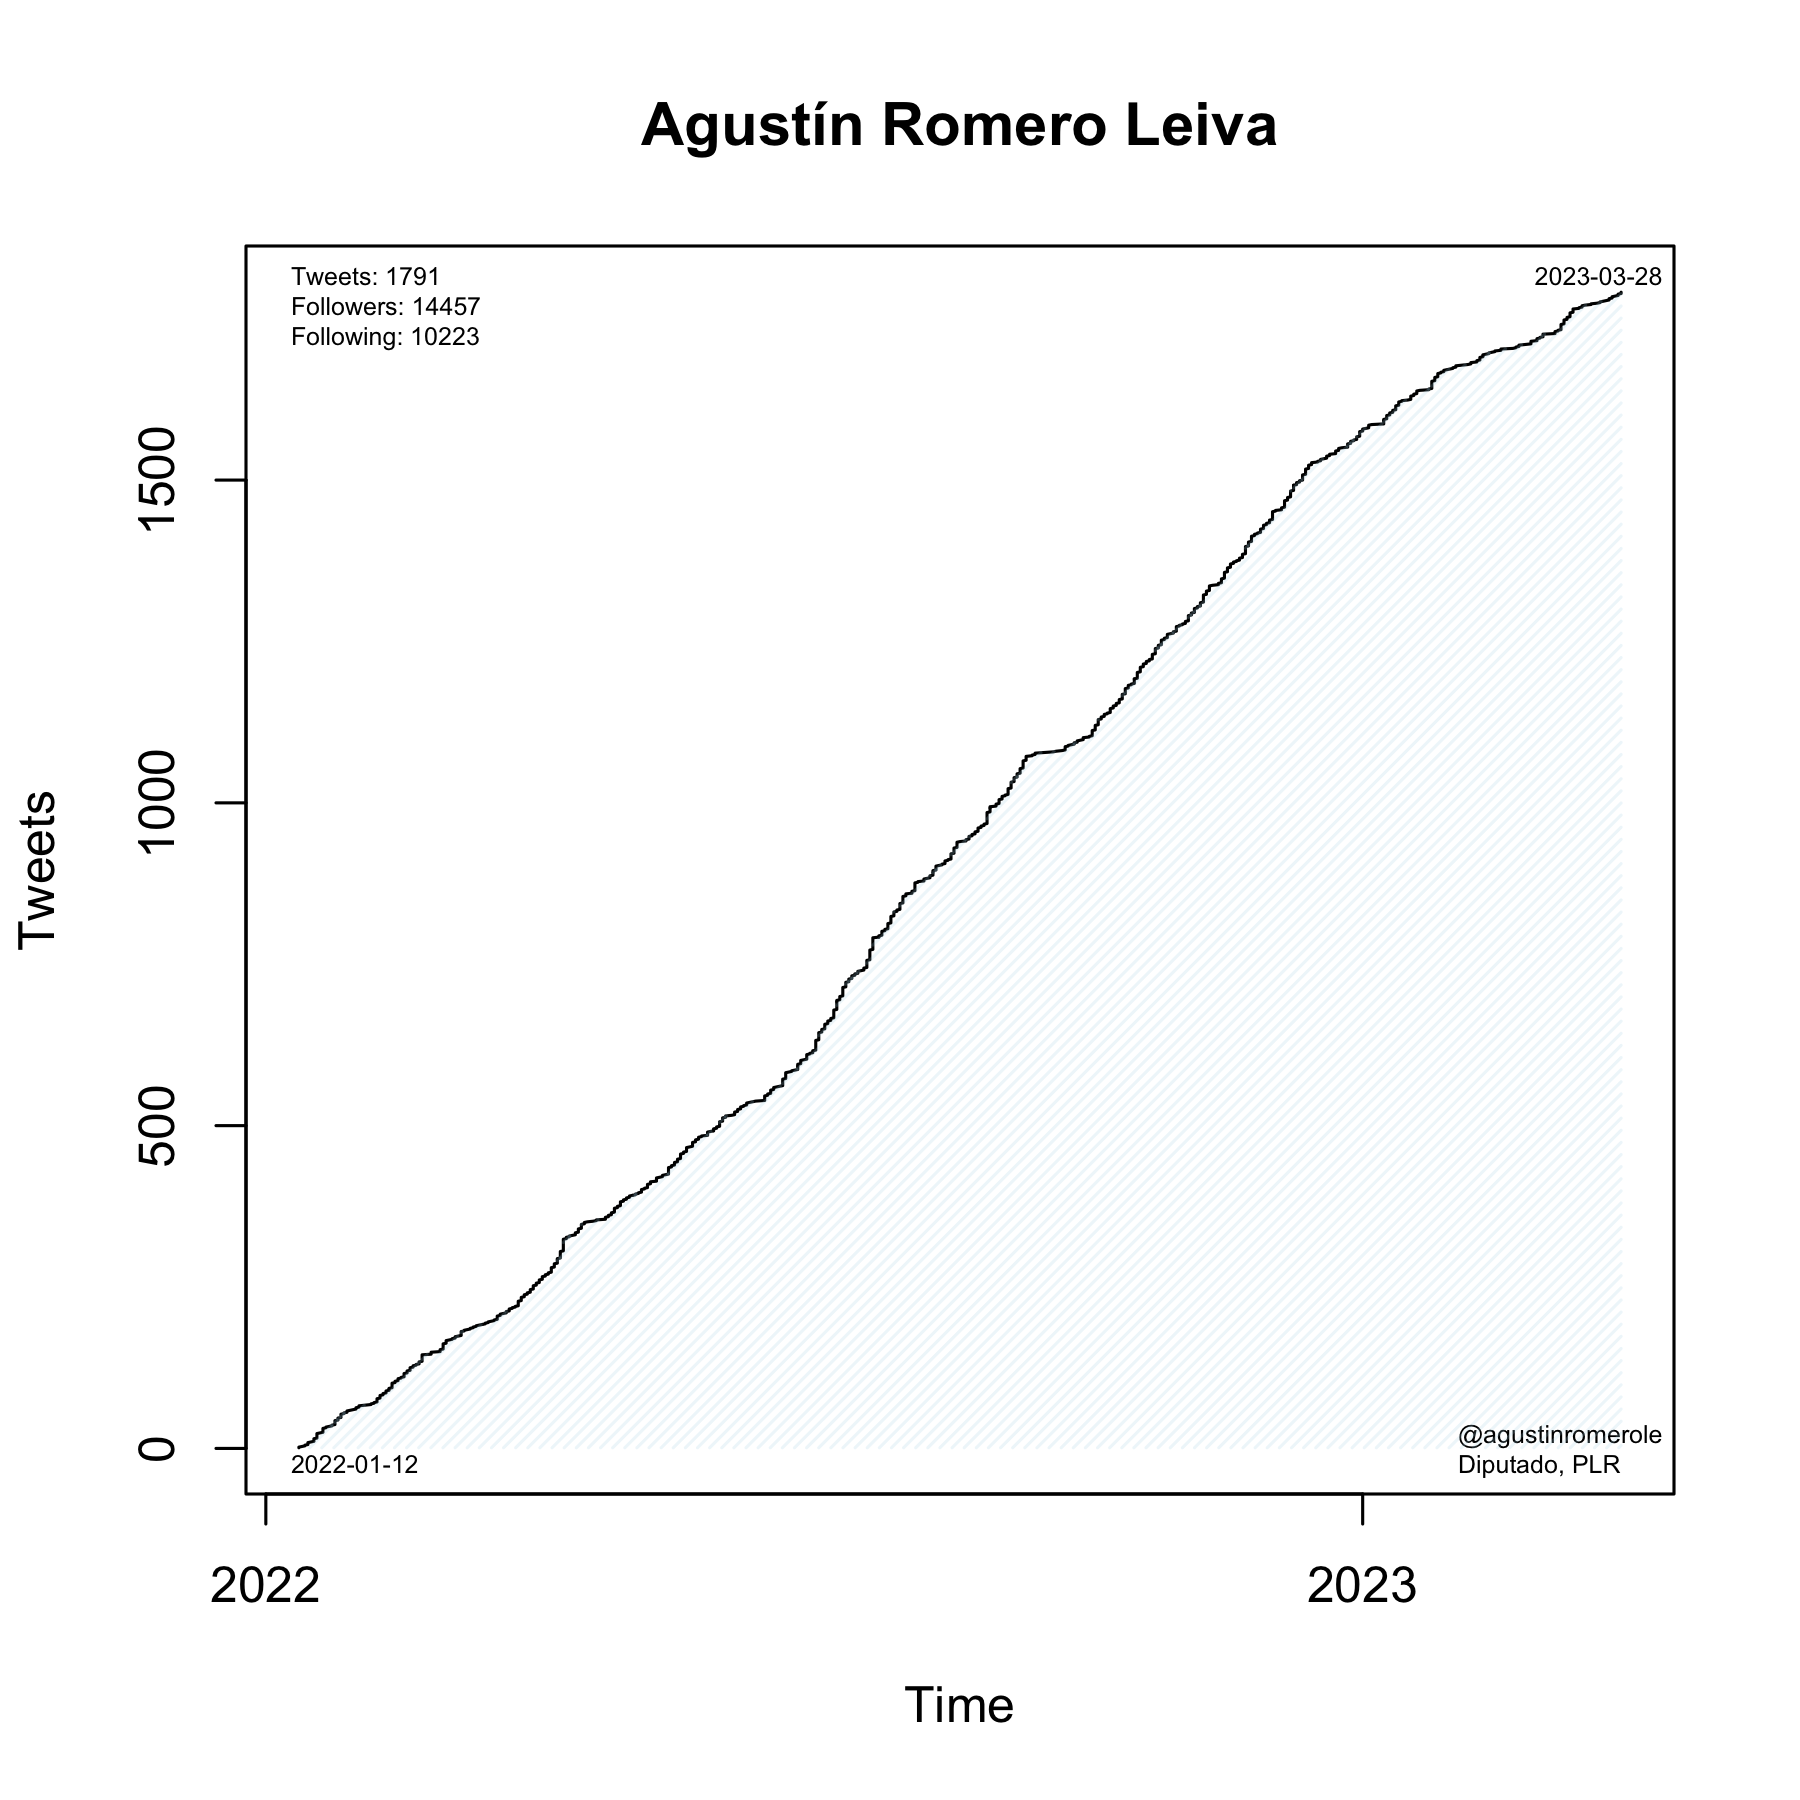 Agustín Romero Leiva
Tweets: 1791
Followers: 14457
Following: 10223
2023-03-28
1500
1000
500
0
Tweets
2022-01-12
@agustinromerole
Diputado, PLR
2022
2023
Time